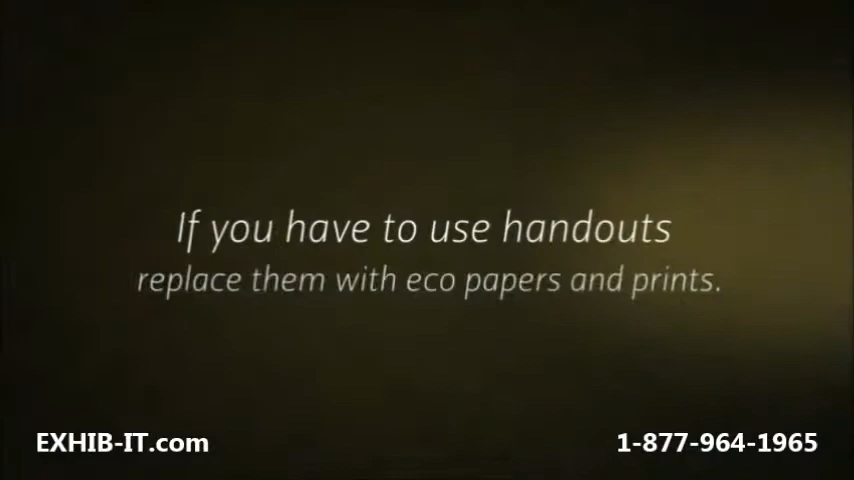 If you have to use handouts
replace them with eco papers and prints.
EXHIB-IT.com
1-877-964-1965